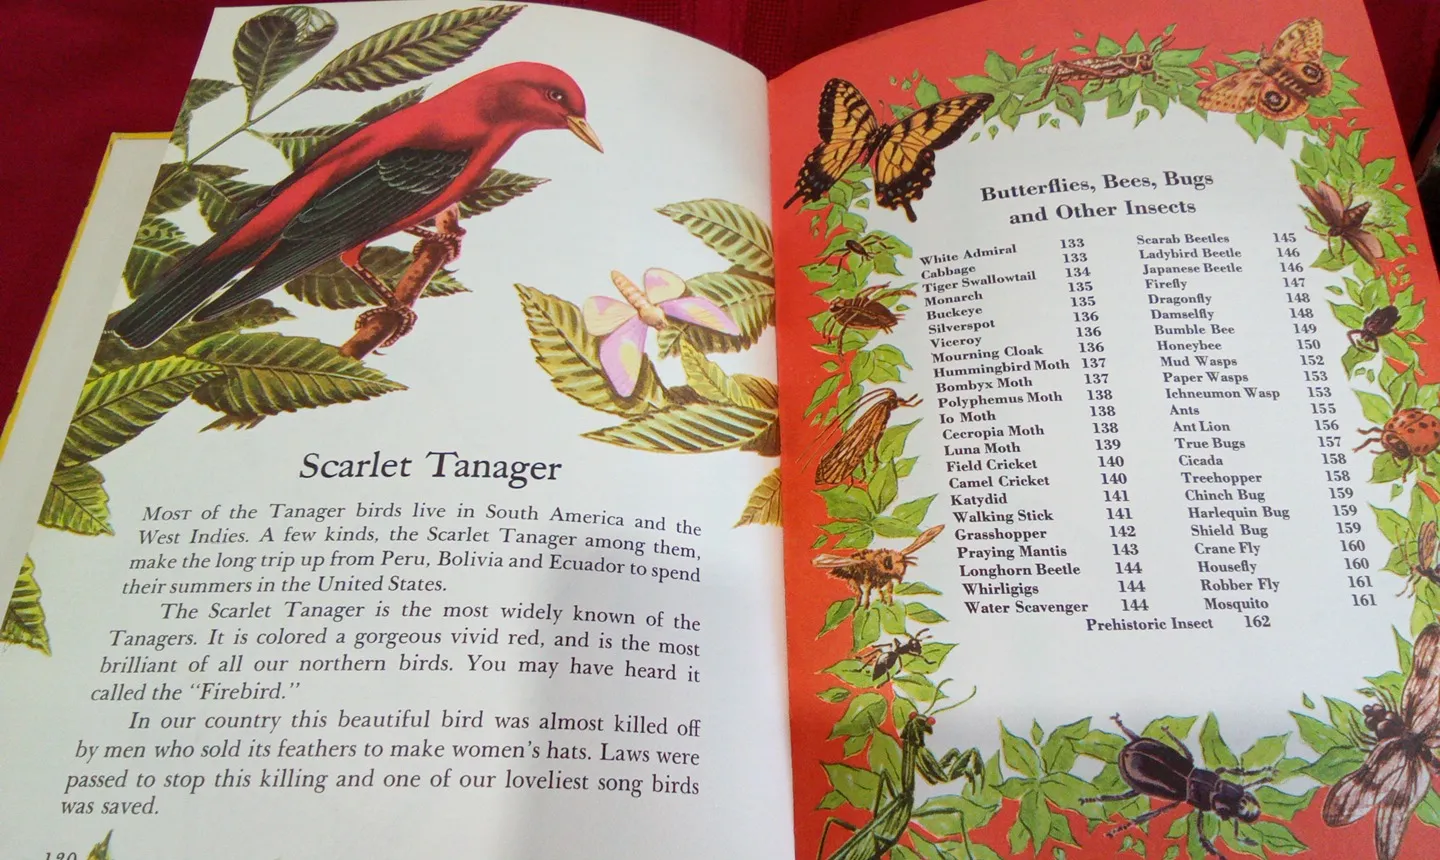 Scarlet Tanager
MOST of the Tanager birds live in South America and the
West Indies. A few kinds, the Scarlet Tanager among them,
make the long trip up from Peru, Bolivia and Ecuador to spend
their summers in the United States.
The Scarlet Tanager is the most widely known of the
Tanagers. It is colored a gorgeous vivid red, and is the most
brilliant of all our northern birds. You may have heard it
called the "Firebird."
In our country this beautiful bird was almost killed off
by men who sold its feathers to make women's hats. Laws were
passed to stop this killing and one of our loveliest song birds
was saved.
Butterflies, Bees, Bugs
and Other Insects
White Admiral 133
Cabbage 133
Tiger Swallowtail 134
Monarch 135
Buckeye 135
Silverspot 136
Viceroy 136
Mourning Cloak 136
Hummingbird Moth 137
Bombyx Moth 137
Polyphemus Moth 138
Io Moth 138
Cecropia Moth 138
Luna Moth 139
Field Cricket 140
Camel Cricket 140
Katydid 141
Walking Stick 141
Grasshopper 142
Praying Mantis 143
Longhorn Beetle 144
Whirligigs 144
Water Scavenger 144
Scarab Beetles 145
Ladybird Beetle 146
Japanese Beetle 146
Firefly 147
Dragonfly 148
Damselfly 148
Bumble Bee 149
Honeybee 150
Mud Wasps 152
Paper Wasps 153
Ichneumon Wasp 153
Ants 155
Ant Lion 156
True Bugs 157
Cicada 158
Treehopper 158
Chinch Bug 159
Harlequin Bug 159
Shield Bug 159
Crane Fly 160
Housefly 160
Robber Fly 161
Mosquito 161
Prehistoric Insect 162